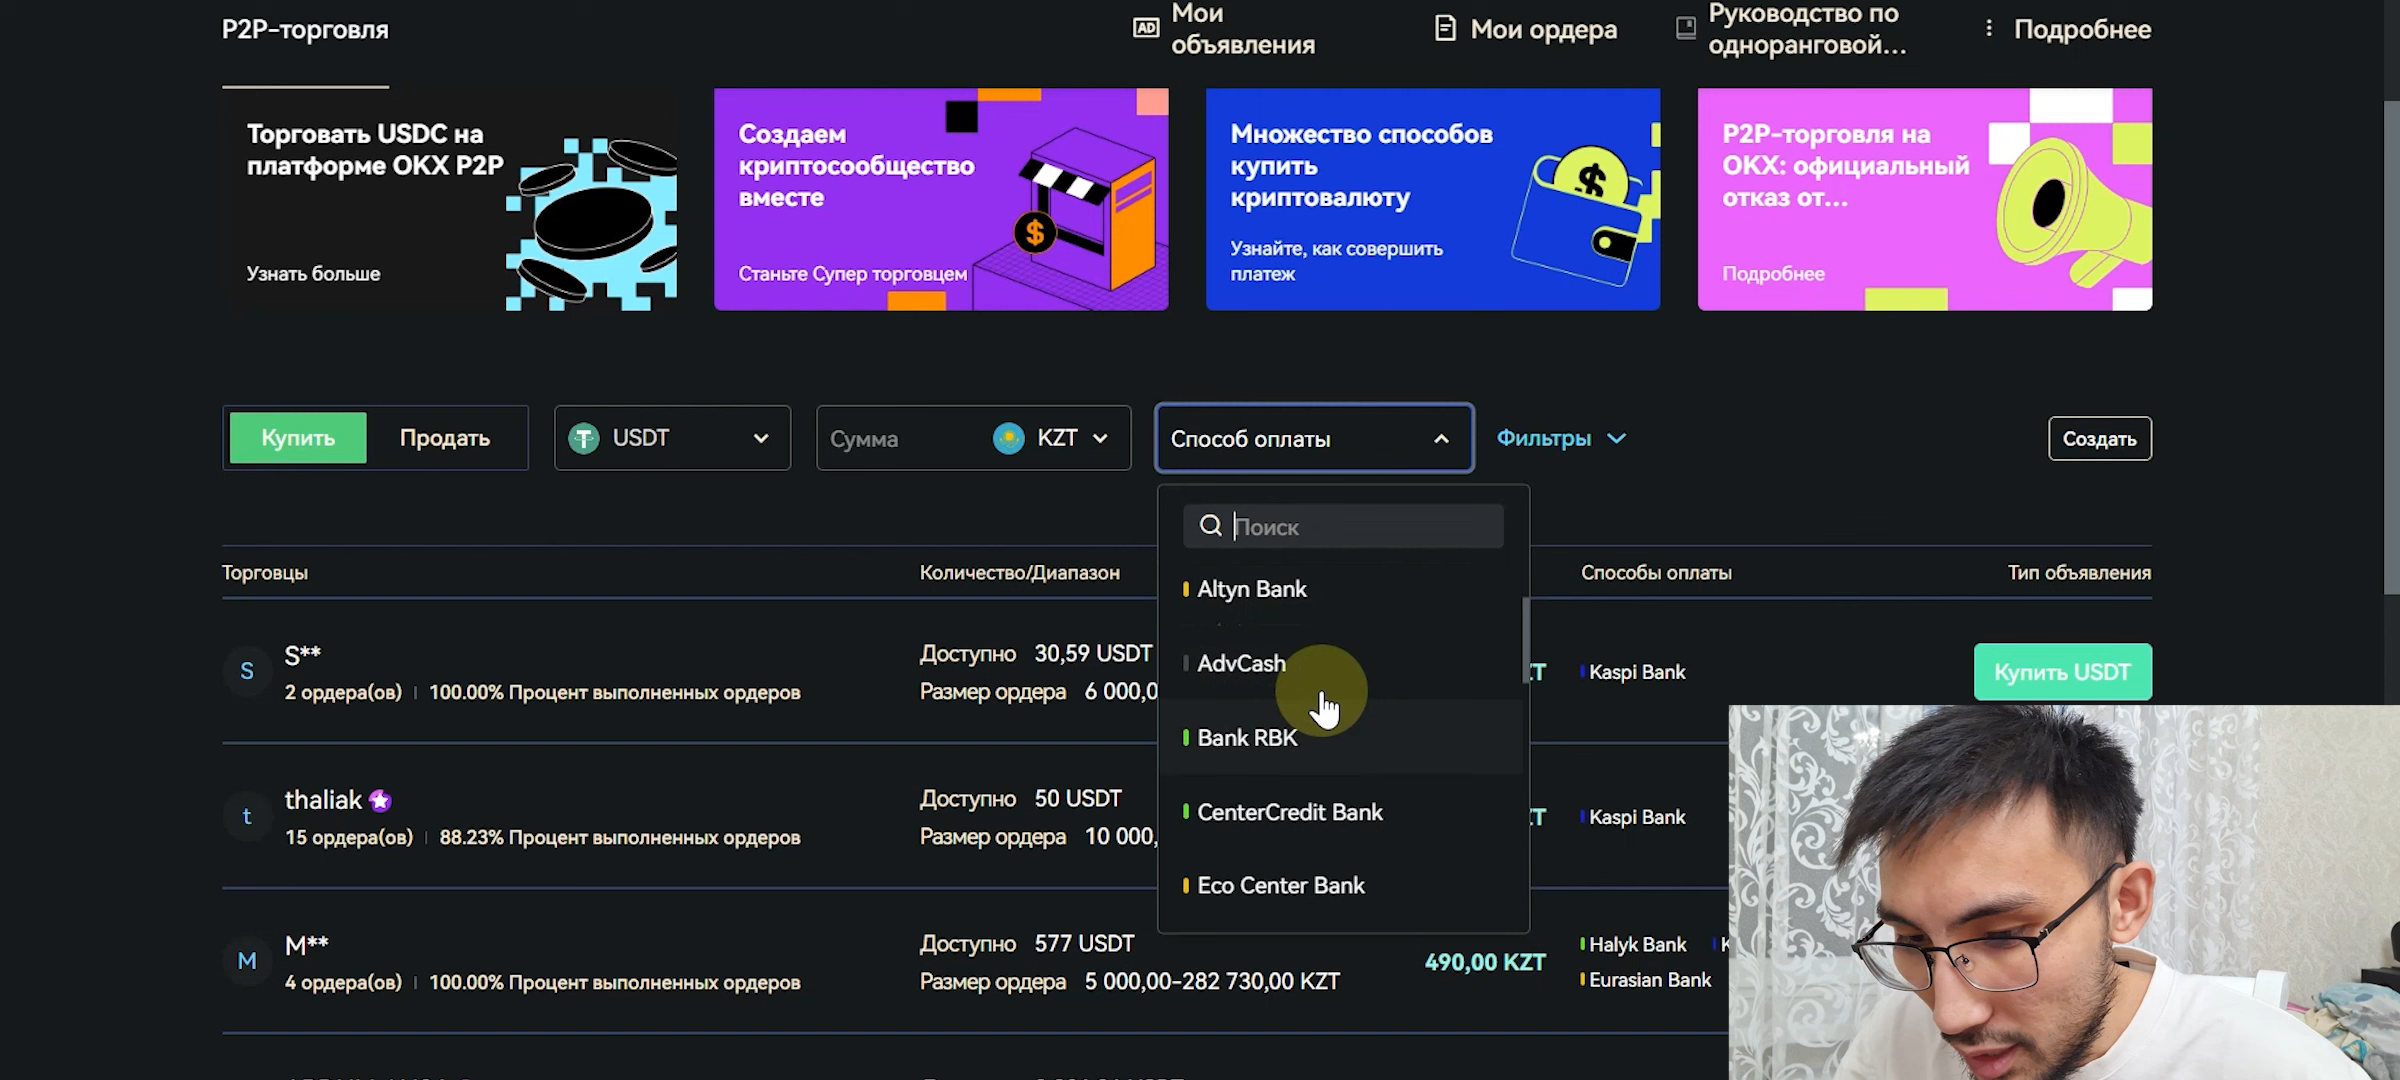 P2P-торговля
AD
Мои
объявления
Мои ордера
Руководство по
одноранговой...
Подробнее
Торговать USDC на
платформе OKX P2P
Узнать больше
Создаем
криптосообщество
вместе
Станьте Супер торговцем
Множество способов
купить
криптовалюту
Узнайте, как совершить
платеж
P2P-торговля на
OKX: официальный
отказ от...
Подробнее
Купить
Продать
USDT
Сумма
KZT
Способ оплаты
Фильтры
Создать
Поиск
Altyn Bank
AdvCash
Bank RBK
CenterCredit Bank
Eco Center Bank
Торговцы
Количество/Диапазон
Способы оплаты
Тип объявления
S
S**
2 ордера(ов) | 100.00% Процент выполненных ордеров
Доступно 30,59 USDT
Размер ордера 6 000,0
Kaspi Bank
Купить USDT
t
thaliak
15 ордера(ов) | 88.23% Процент выполненных ордеров
Доступно 50 USDT
Размер ордера 10 000,
Kaspi Bank
M
M**
4 ордера(ов) | 100.00% Процент выполненных ордеров
Доступно 577 USDT
Размер ордера 5 000,00-282 730,00 KZT
490,00 KZT
Halyk Bank
Eurasian Bank